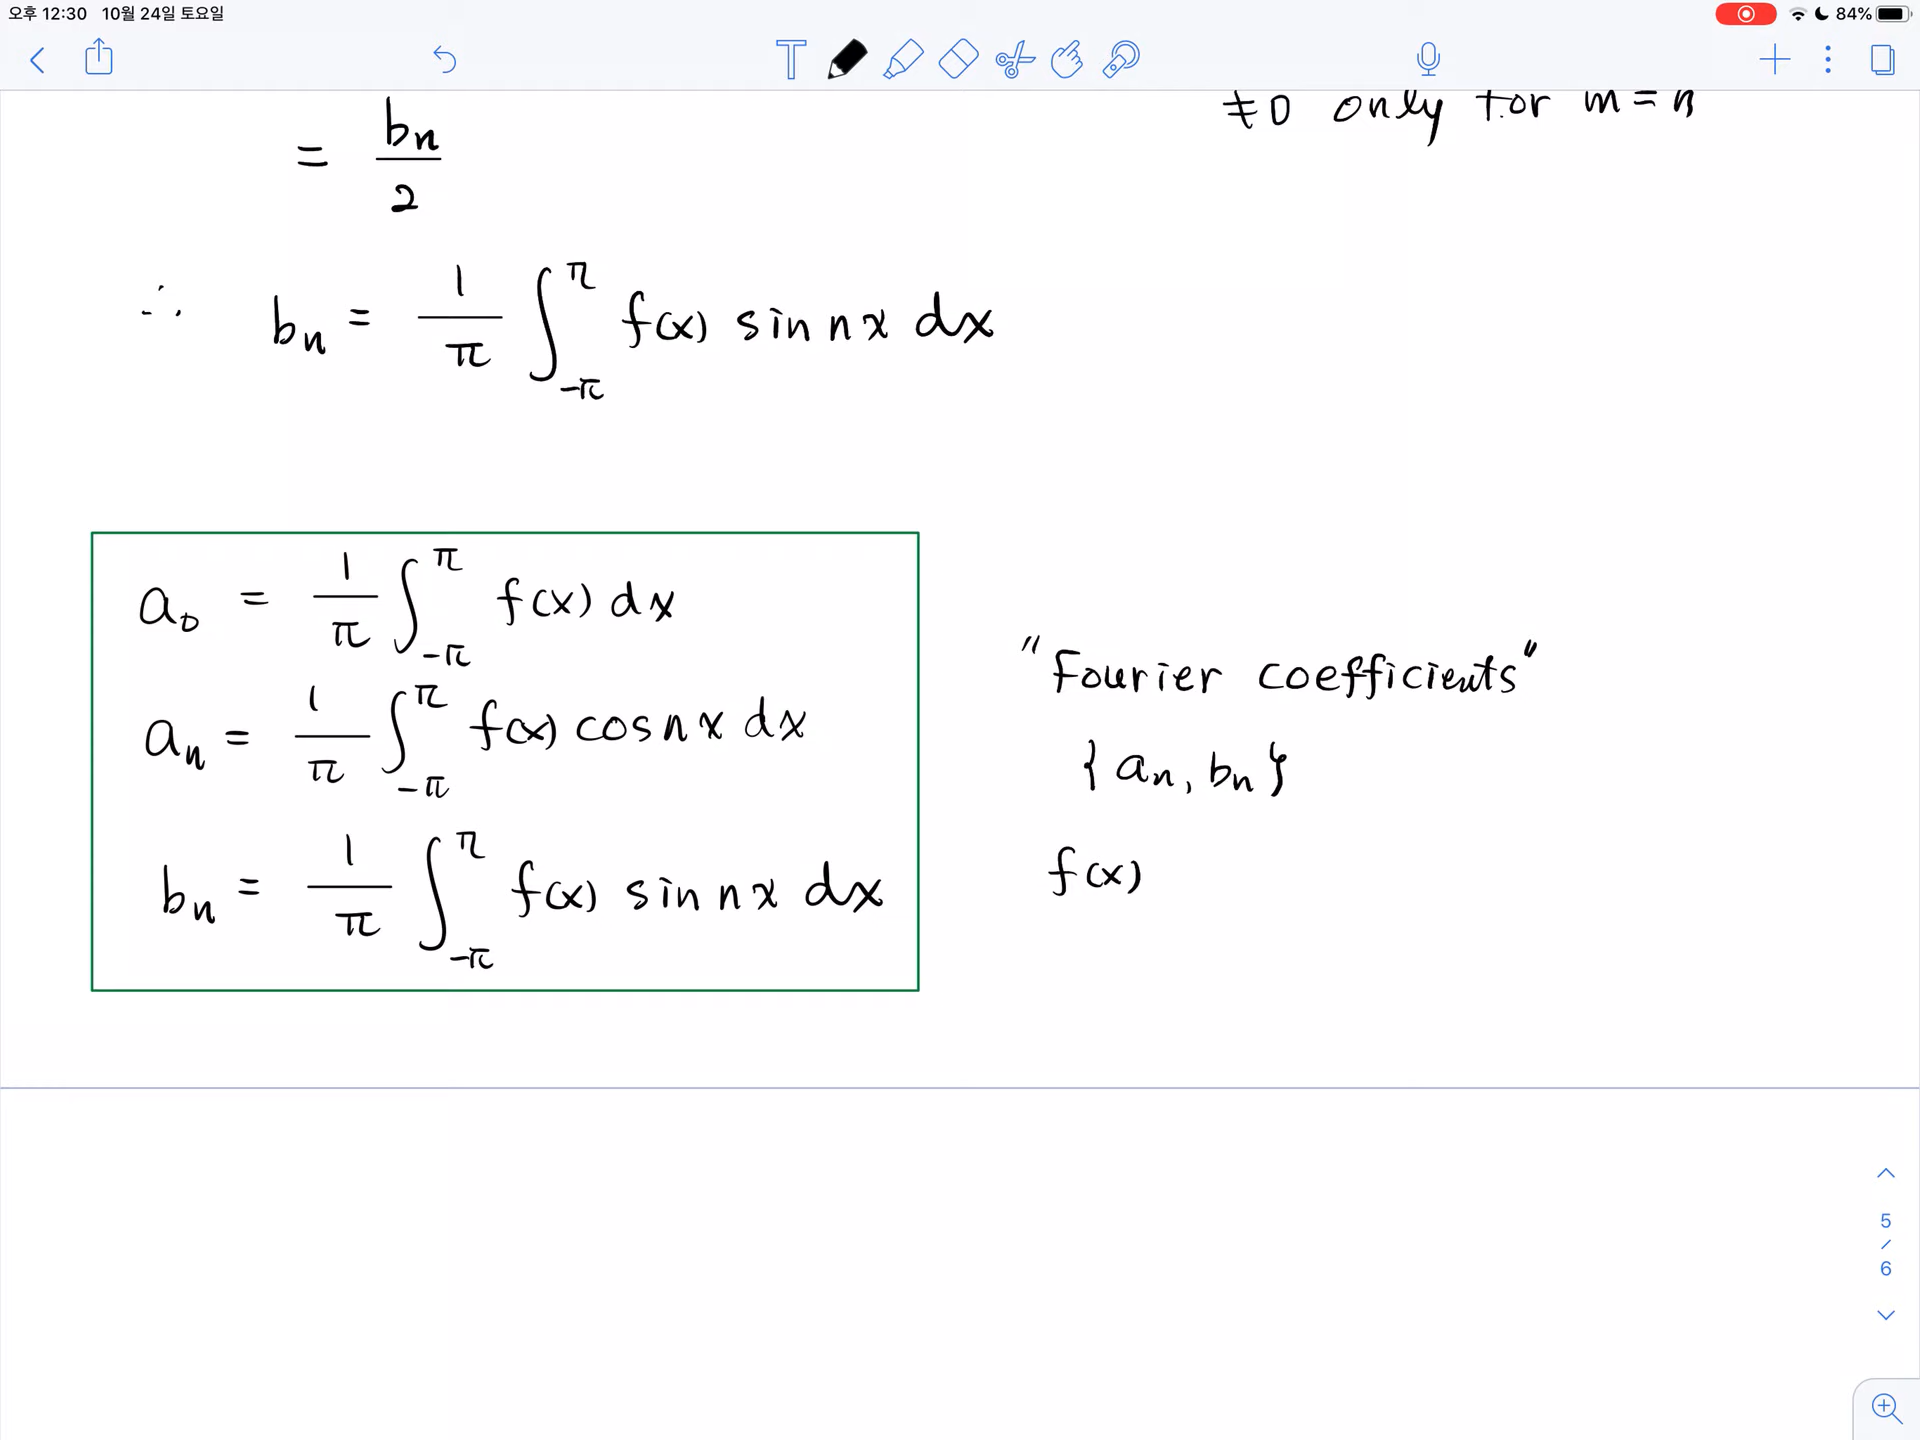 오후 12:30 10월 24일 토요일 84%
≠0 only for m = n
= bn/2
∴ bn = 1/π ∫_{-π}^{π} f(x) sin nx dx
a0 = 1/π ∫_{-π}^{π} f(x) dx
an = 1/π ∫_{-π}^{π} f(x) cos nx dx
bn = 1/π ∫_{-π}^{π} f(x) sin nx dx
"Fourier coefficients"
{ an, bn }
f(x)
5
/
6